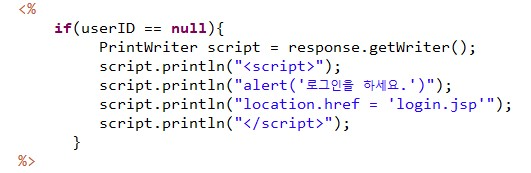 <%
if(userID == null){
PrintWriter script = response.getWriter();
script.println("<script>");
script.println("alert('로그인을 하세요.')");
script.println("location.href = 'login.jsp'");
script.println("</script>");
}
%>